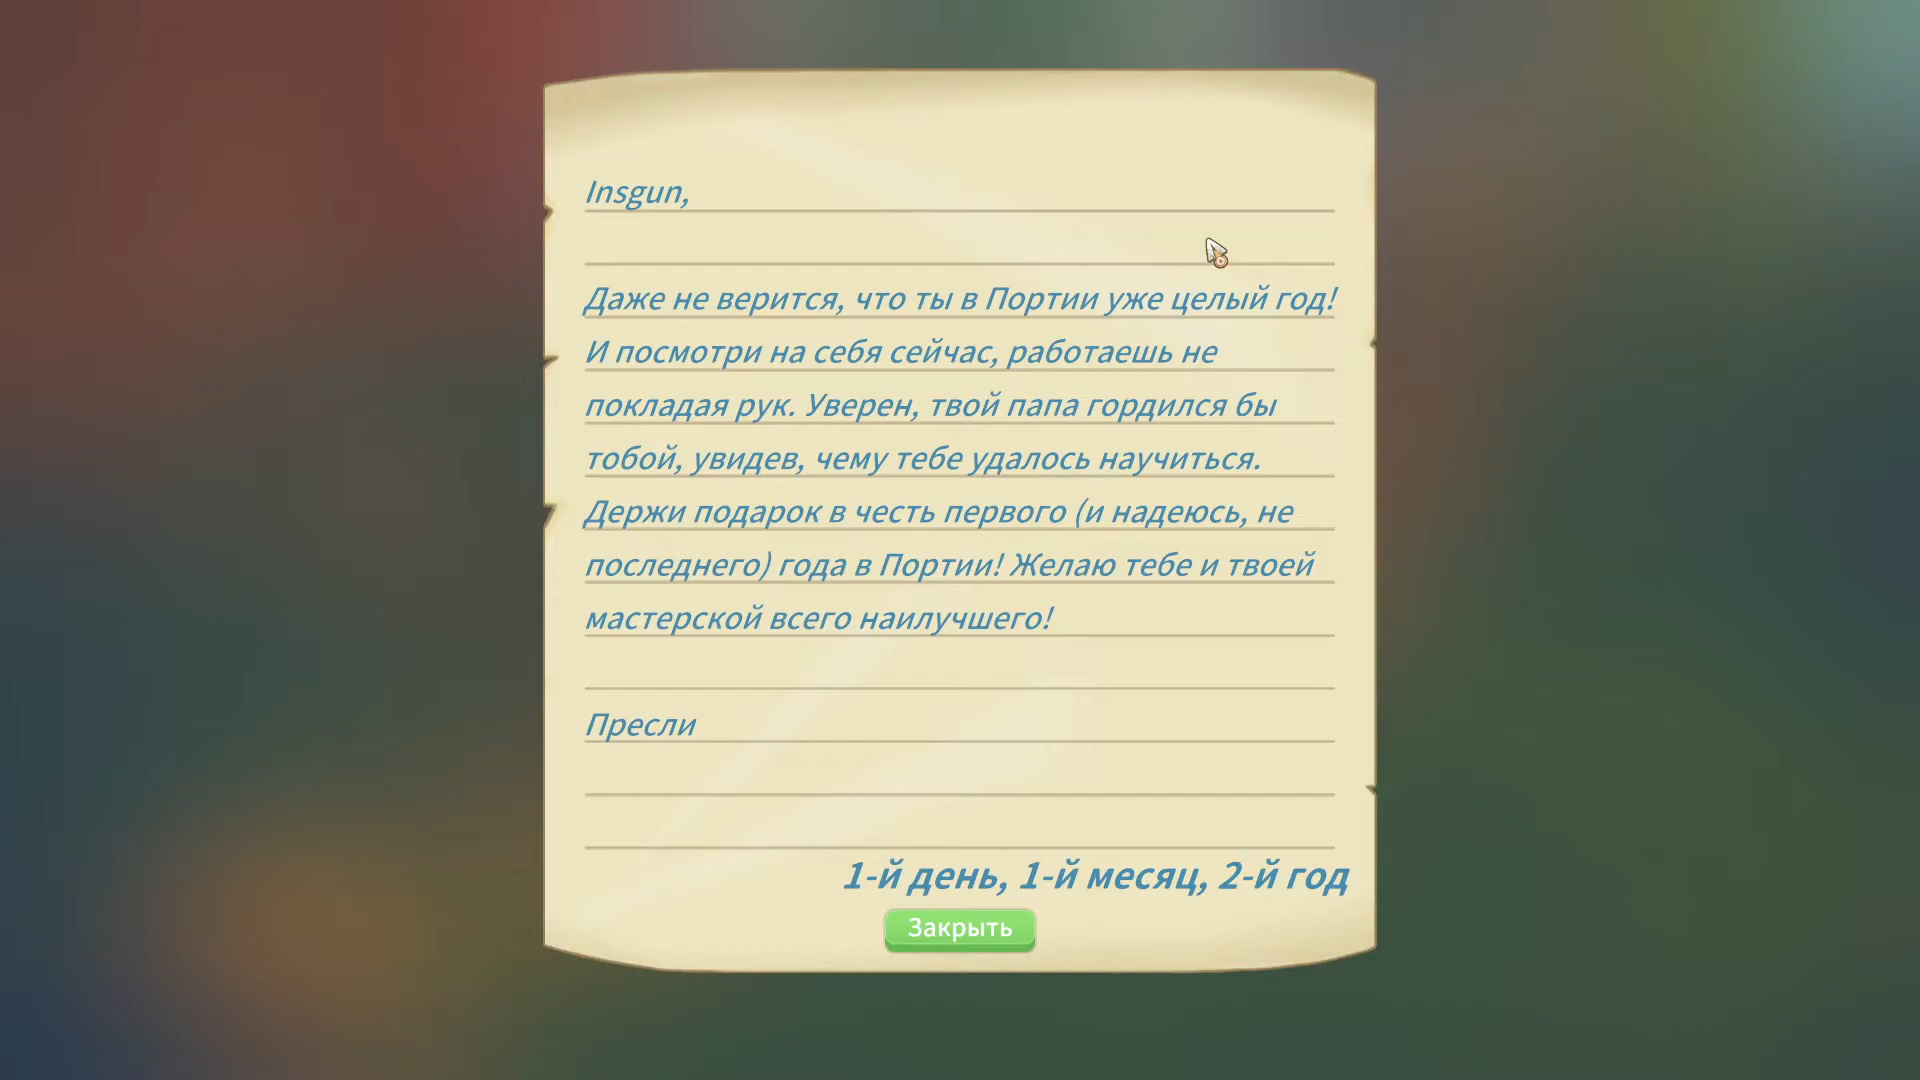 Insgun,
Даже не верится, что ты в Портии уже целый год!
И посмотри на себя сейчас, работаешь не
покладая рук. Уверен, твой папа гордился бы
тобой, увидев, чему тебе удалось научиться.
Держи подарок в честь первого (и надеюсь, не
последнего) года в Портии! Желаю тебе и твоей
мастерской всего наилучшего!
Пресли
1-й день, 1-й месяц, 2-й год
Закрыть